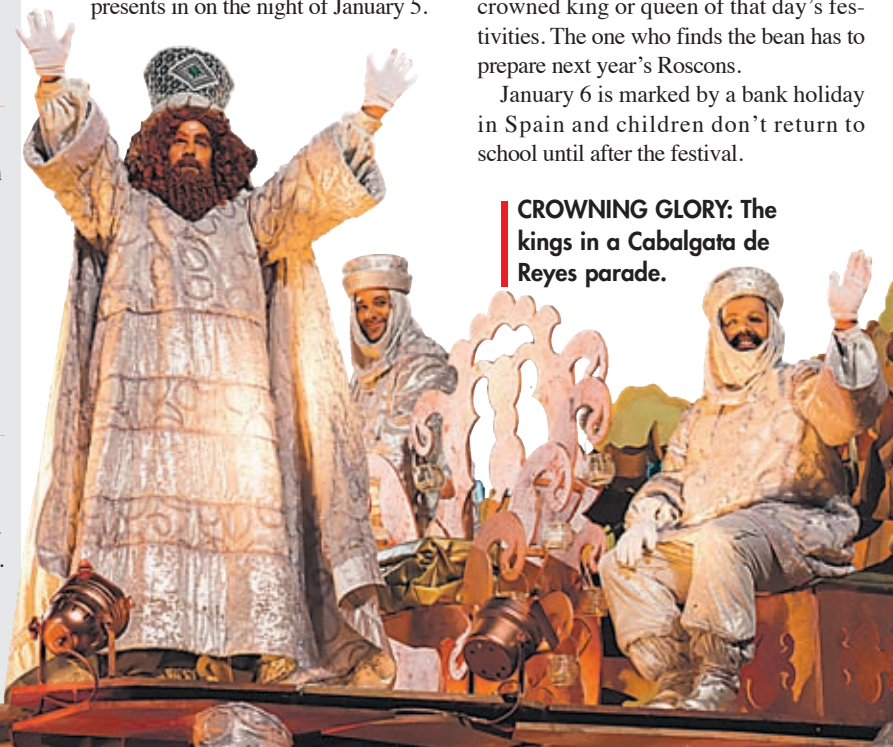 presents in on the night of January 5.
crowned king or queen of that day's fes-
tivities. The one who finds the bean has to
prepare next year's Roscons.
January 6 is marked by a bank holiday
in Spain and children don't return to
school until after the festival.
CROWNING GLORY: The
kings in a Cabalgata de
Reyes parade.